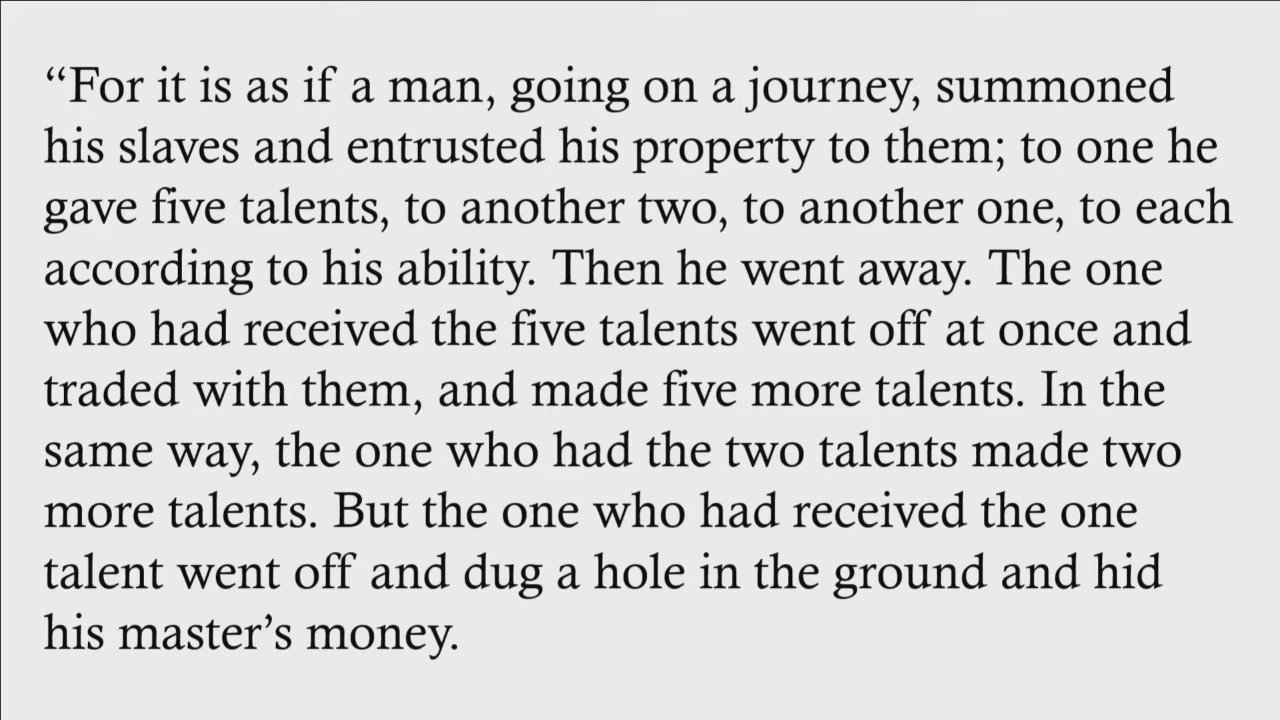 “For it is as if a man, going on a journey, summoned
his slaves and entrusted his property to them; to one he
gave five talents, to another two, to another one, to each
according to his ability. Then he went away. The one
who had received the five talents went off at once and
traded with them, and made five more talents. In the
same way, the one who had the two talents made two
more talents. But the one who had received the one
talent went off and dug a hole in the ground and hid
his master’s money.